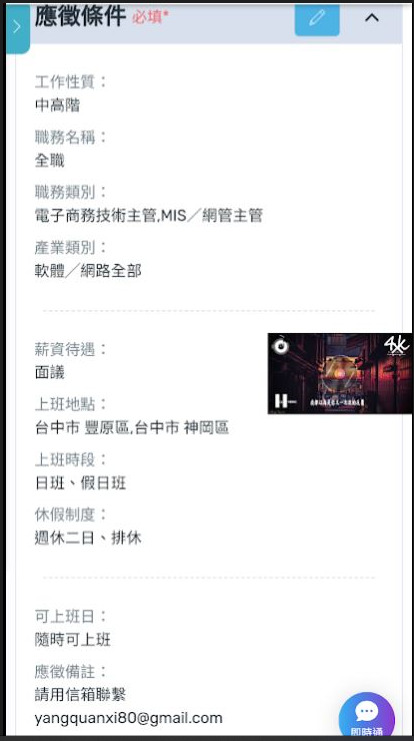 應徵條件 必填*
工作性質：
中高階
職務名稱：
全職
職務類別：
電子商務技術主管,MIS／網管主管
產業類別：
軟體／網路全部
薪資待遇：
面議
4K
上班地點：
台中市 豐原區,台中市 神岡區
上班時段：
日班、假日班
休假制度：
週休二日、排休
可上班日：
隨時可上班
應徵備註：
請用信箱聯繫
yangquanxi80@gmail.com
即時通